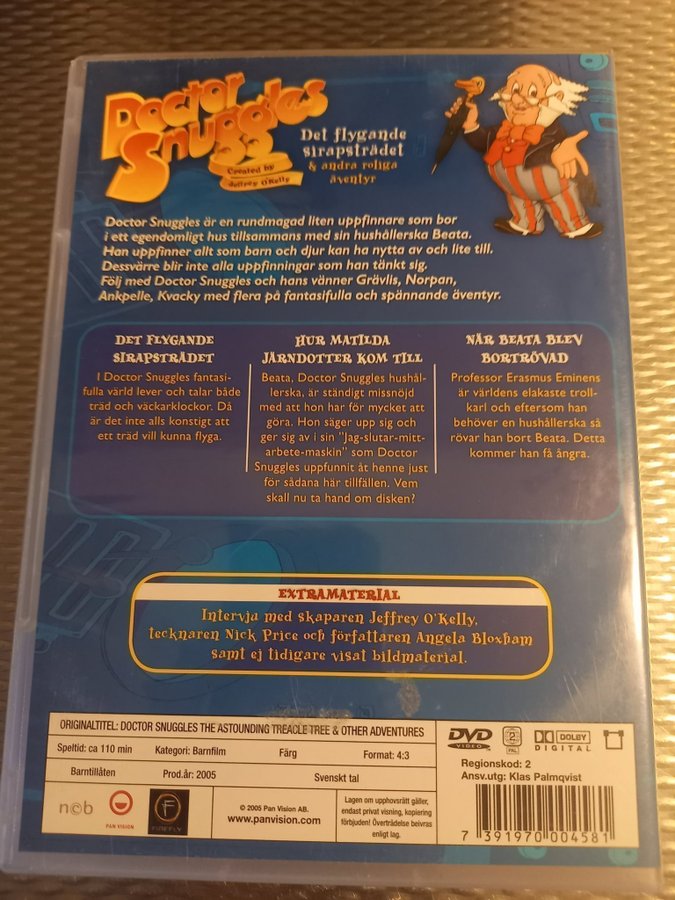 Doctor
Snuggles
Created by
Jeffrey O'Kelly
Det flygande
sirapsträdet
& andra roliga
äventyr
Doctor Snuggles är en rundmagad liten uppfinnare som bor
i ett egendomligt hus tillsammans med sin hushållerska Beata.
Han uppfinner allt som barn och djur kan ha nytta av och lite till.
Dessvärre blir inte alla uppfinningar som han tänkt sig.
Följ med Doctor Snuggles och hans vänner Grävlis, Norpan,
Ankpelle, Kvacky med flera på fantasifulla och spännande äventyr.
DET FLYGANDE
SIRAPSTRÄDET
I Doctor Snuggles fantasi-
fulla värld lever och talar både
träd och väckarklockor. Då
är det inte alls konstigt att
ett träd vill kunna flyga.
HUR MATILDA
JÄRNDOTTER KOM TILL
Beata, Doctor Snuggles hushål-
lerska, är ständigt missnöjd
med att hon har för mycket att
göra. Hon säger upp sig och
ger sig av i sin "Jag-slutar-mitt-
arbete-maskin" som Doctor
Snuggles uppfunnit åt henne just
för sådana här tillfällen. Vem
skall nu ta hand om disken?
NÄR BEATA BLEV
BORTRÖVAD
Professor Erasmus Eminens
är världens elakaste troll-
karl och eftersom han
behöver en hushållerska så
rövar han bort Beata. Detta
kommer han få ångra.
EXTRAMATERIAL
Intervju med skaparen Jeffrey O'Kelly,
tecknaren Nick Price och författaren Angela Bloxham
samt ej tidigare visat bildmaterial.
ORIGINALTITEL: DOCTOR SNUGGLES THE ASTOUNDING TREACLE TREE & OTHER ADVENTURES
Speltid: ca 110 min
Kategori: Barnfilm
Färg
Format: 4:3
Barntillåten
Prod.år: 2005
Svenskt tal
ncb
PAN VISION
FIREFLY
© 2005 Pan Vision AB.
www.panvision.com
Lagen om upphovsrätt gäller,
endast privat visning, kopiering
förbjuden! Överträdelse beivras
enligt lag.
DVD
VIDEO
2
PAL
DOLBY
DIGITAL
Regionskod: 2
Ansv.utg: Klas Palmqvist
7 391970 004581